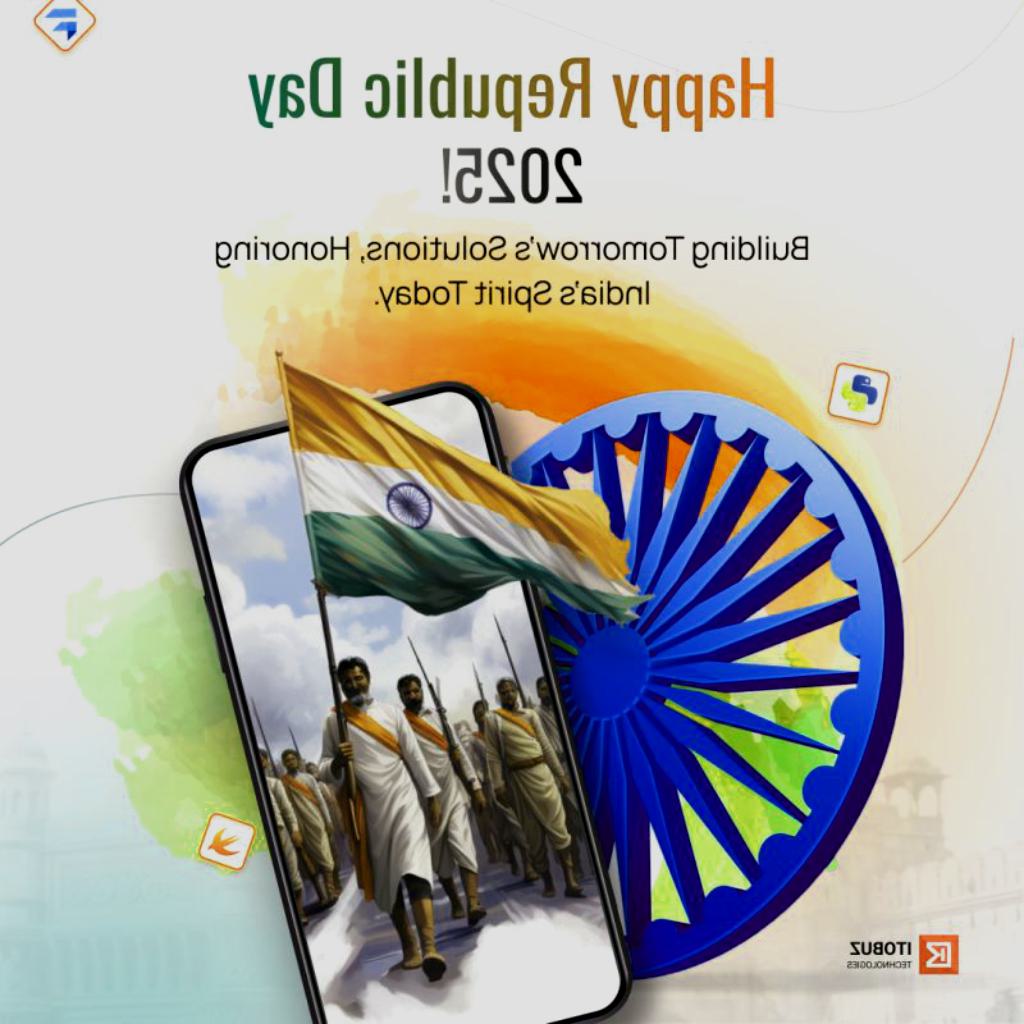 Happy Republic Day
2025!
Building Tomorrow's Solutions, Honoring
India's Spirit Today.
ITOBUZ
TECHNOLOGIES